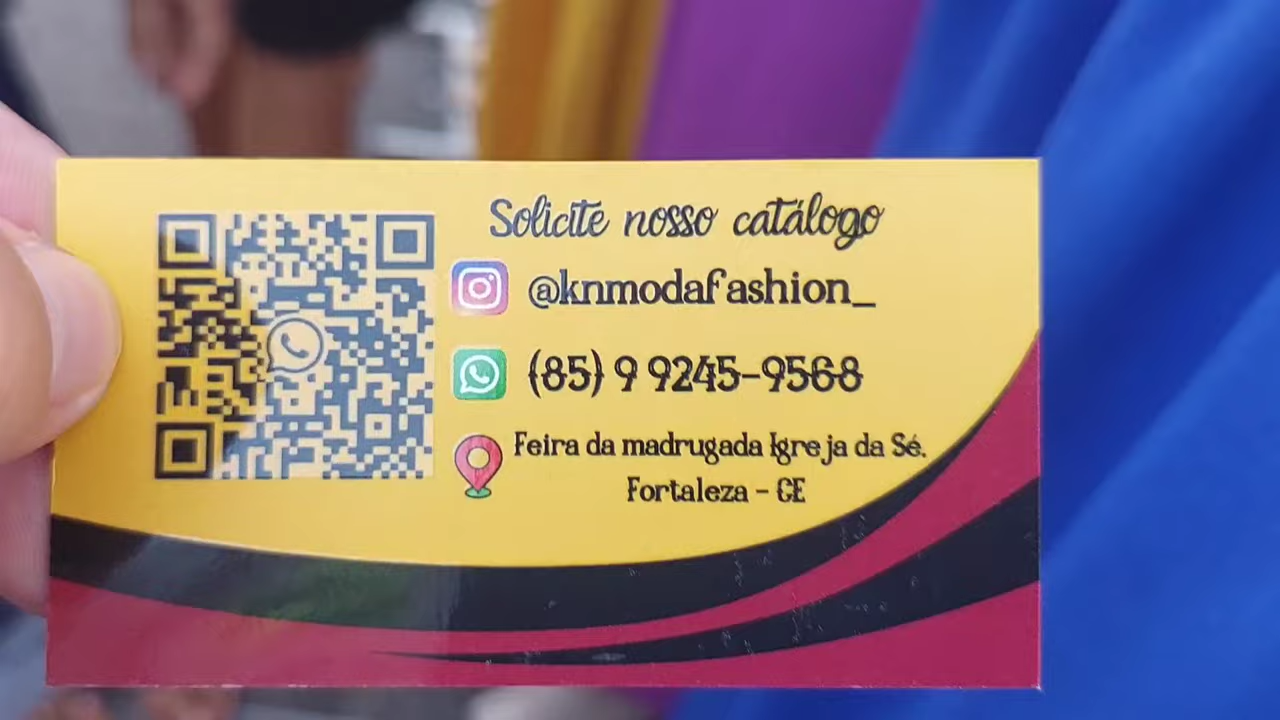 Solicite nosso catálogo
@knmodafashion_
(85) 9 9245-9568
Feira da madrugada Igreja da Sé.
Fortaleza - CE